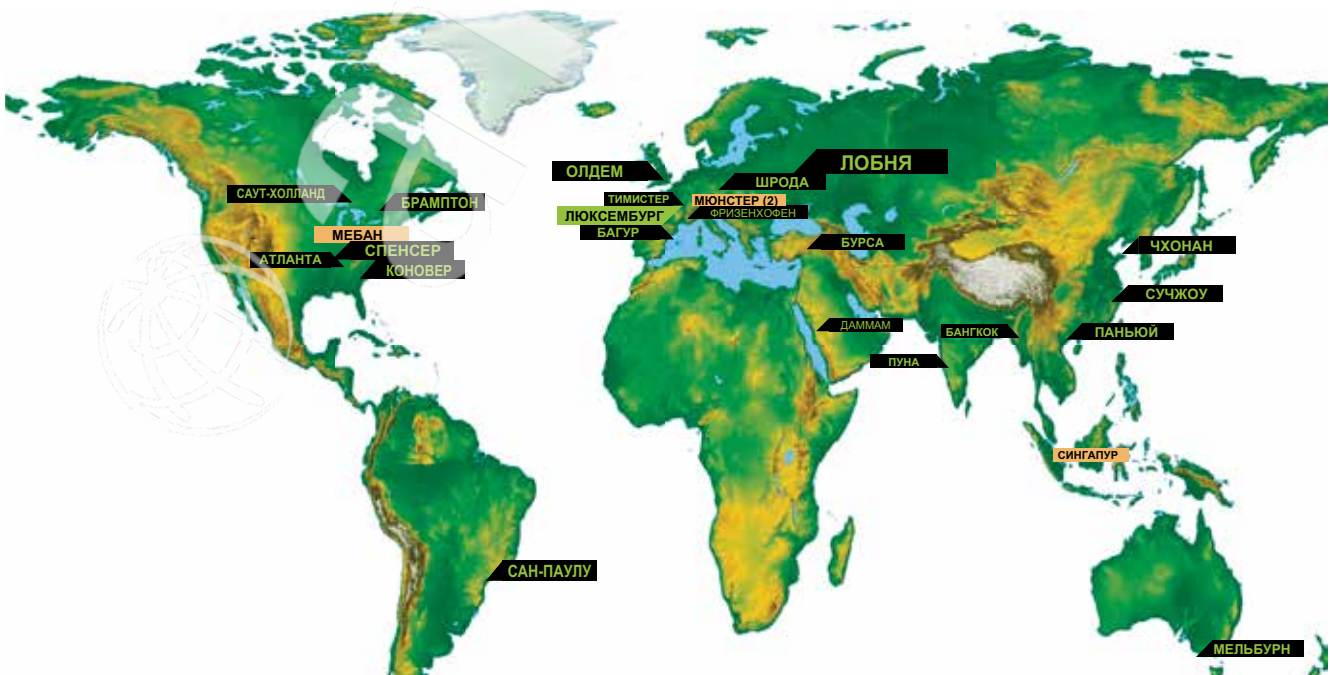 ЛОБНЯ
ОЛДЕМ
ШРОДА
САУТ-ХОЛЛАНД
БРАМПТОН
ТИМИСТЕР
МЮНСТЕР (2)
ЛЮКСЕМБУРГ
ФРИЗЕНХОФЕН
БАГУР
МЕБАН
СПЕНСЕР
АТЛАНТА
КОНОВЕР
БУРСА
ЧХОНАН
СУЧЖОУ
ДАММАМ
БАНГКОК
ПАНЬЮЙ
ПУНА
СИНГАПУР
САН-ПАУЛУ
МЕЛЬБУРН